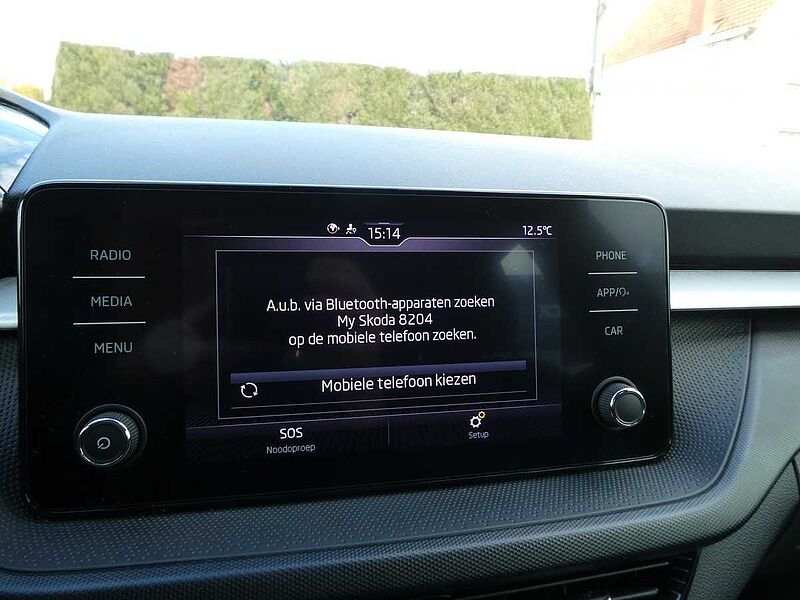 15:14
12.5°C
RADIO
MEDIA
MENU
A.u.b. via Bluetooth-apparaten zoeken
My Skoda 8204
op de mobiele telefoon zoeken.
Mobiele telefoon kiezen
SOS
Noodoproep
Setup
PHONE
APP/
CAR